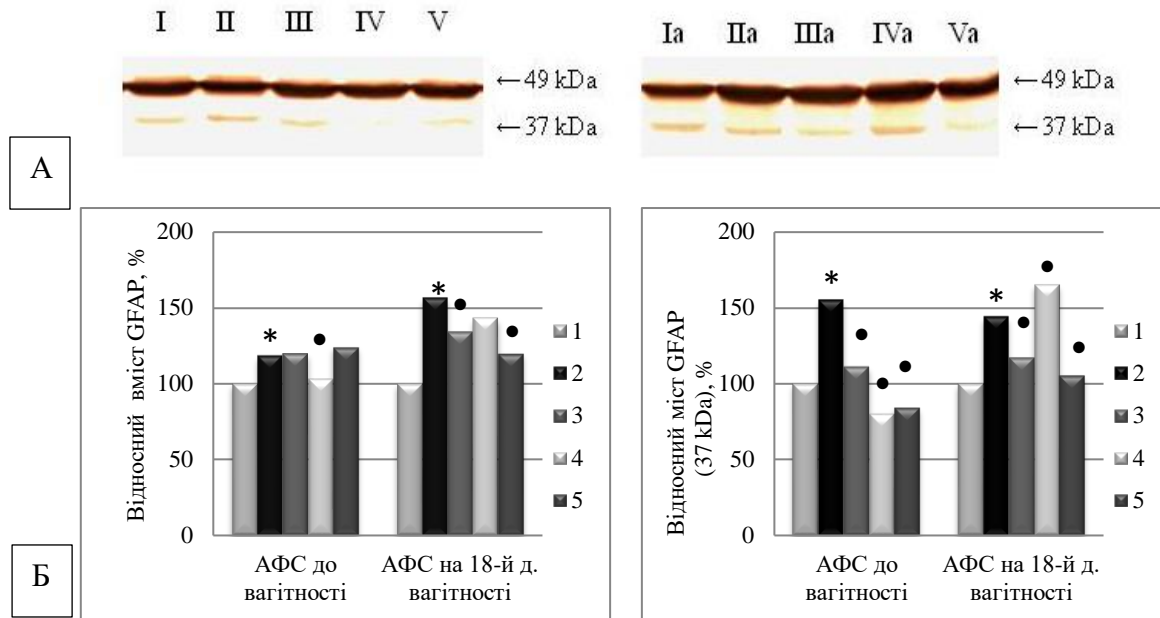 I II III IV V
← 49 kDa
← 37 kDa
Ia IIa IIIa IVa Va
← 49 kDa
← 37 kDa
А
Відносний вміст GFAP, %
200
150
100
50
0
* • * • •
АФС до вагітності
АФС на 18-й д. вагітності
1
2
3
4
5
Відносний міст GFAP
(37 kDa), %
200
150
100
50
0
* • • • * • • •
АФС до вагітності
АФС на 18-й д. вагітності
1
2
3
4
5
Б